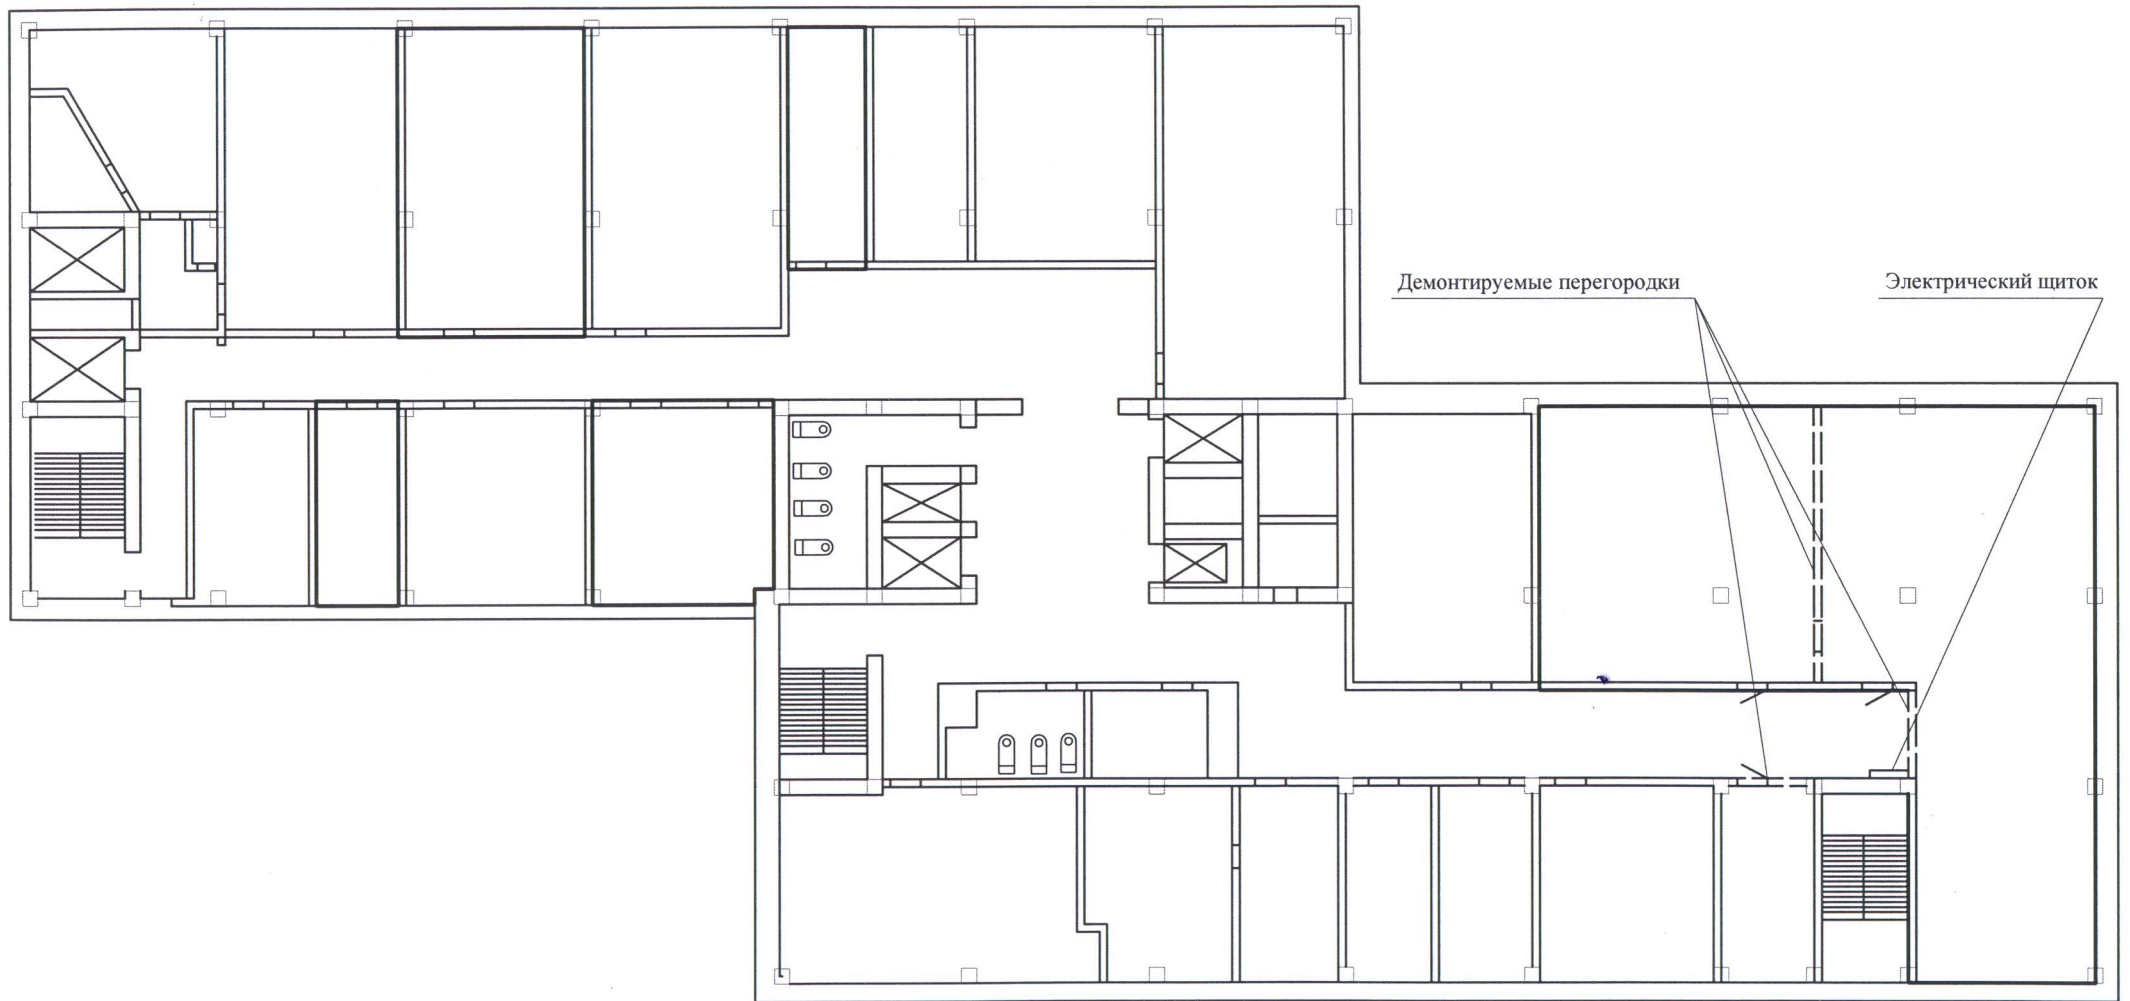 Демонтируемые перегородки
Электрический щиток